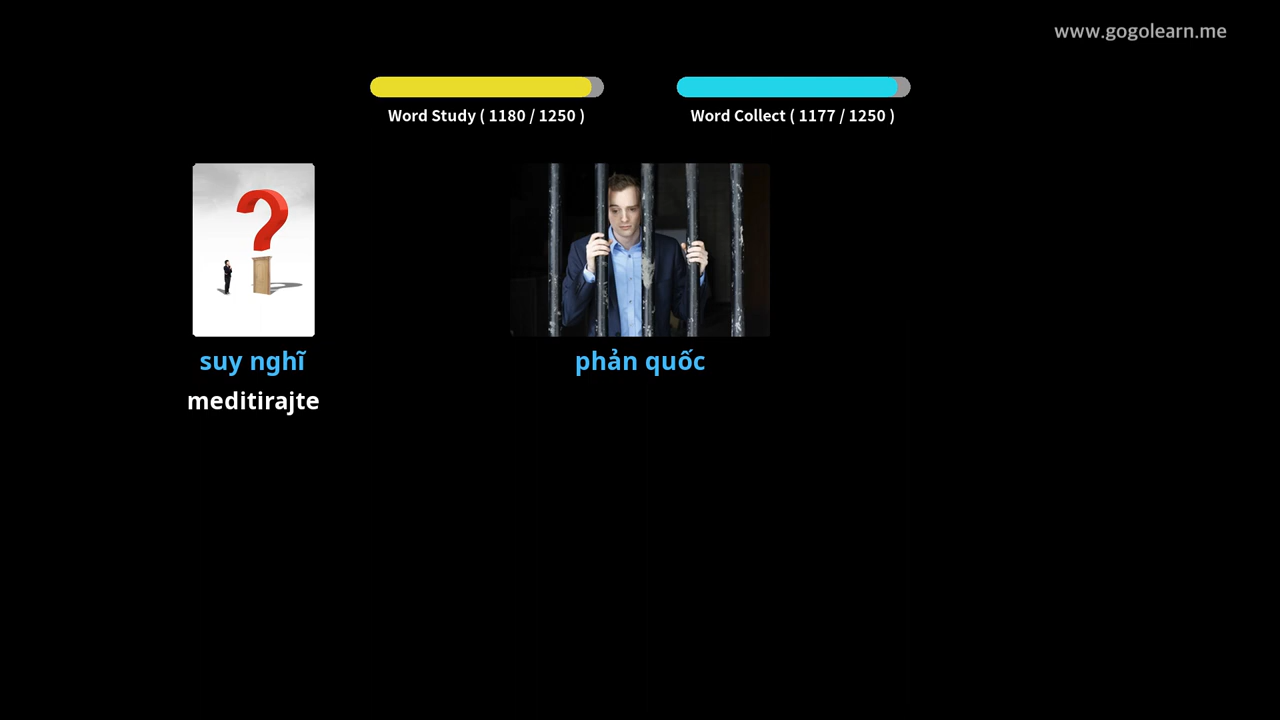 www.gogolearn.me
Word Study ( 1180 / 1250 )
Word Collect ( 1177 / 1250 )
suy nghĩ
phản quốc
meditirajte